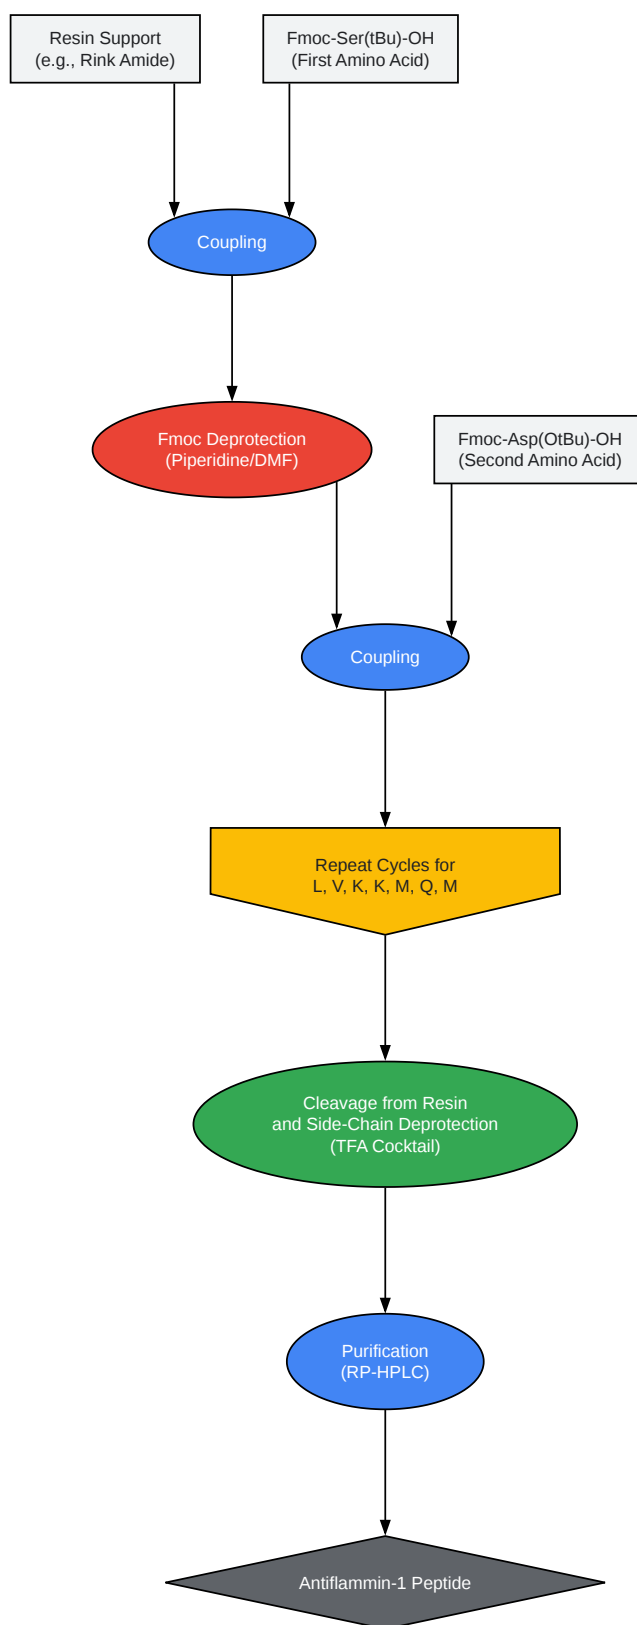 Resin Support
(e.g., Rink Amide)
Fmoc-Ser(tBu)-OH
(First Amino Acid)
Coupling
Fmoc Deprotection
(Piperidine/DMF)
Fmoc-Asp(OtBu)-OH
(Second Amino Acid)
Coupling
Repeat Cycles for
L, V, K, K, M, Q, M
Cleavage from Resin
and Side-Chain Deprotection
(TFA Cocktail)
Purification
(RP-HPLC)
Antiflammin-1 Peptide